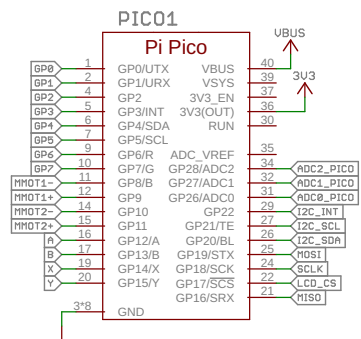 PICO1
Pi Pico
GP0 1 GP0/UTX VBUS 40 VBUS
GP1 2 GP1/URX VSYS 39
GP2 4 GP2 3V3_EN 37
GP3 5 GP3/INT 3V3(OUT) 36 3V3
GP4 6 GP4/SDA RUN 30
GP5 7 GP5/SCL
GP6 9 GP6/R ADC_VREF 35
GP7 10 GP7/G GP28/ADC2 34 ADC2_PICO
MMOT1- 11 GP8/B GP27/ADC1 32 ADC1_PICO
MMOT1+ 12 GP9 GP26/ADC0 31 ADC0_PICO
MMOT2- 14 GP10 GP22 29 I2C_INT
MMOT2+ 15 GP11 GP21/TE 27 I2C_SCL
A 16 GP12/A GP20/BL 26 I2C_SDA
B 17 GP13/B GP19/STX 25 MOSI
X 19 GP14/X GP18/SCK 24 SCLK
Y 20 GP15/Y GP17/SCS 22 LCD_CS
GP16/SRX 21 MISO
3*8 GND